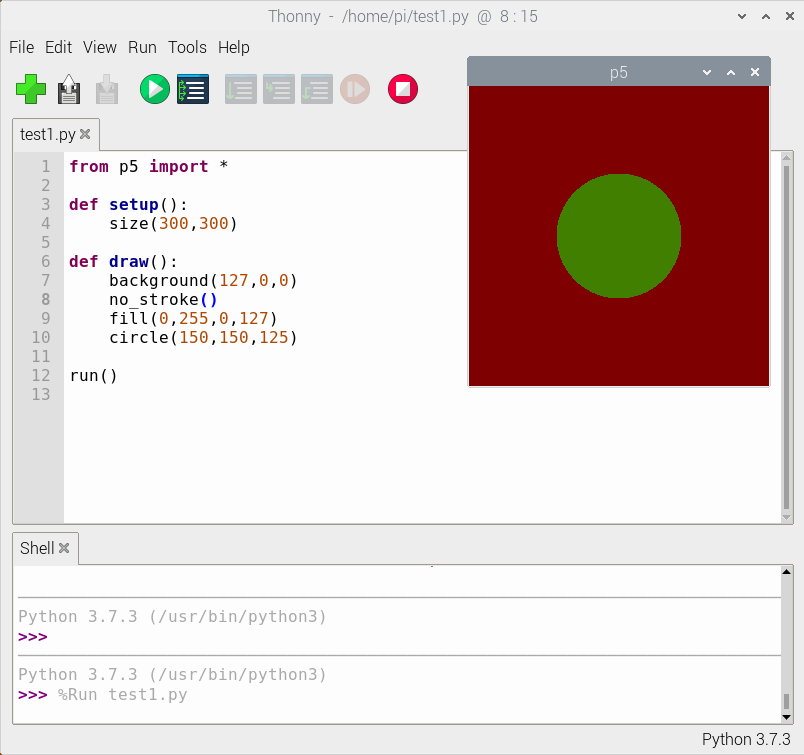 Thonny - /home/pi/test1.py @ 8 : 15
File Edit View Run Tools Help
p5
test1.py
1 from p5 import *
2
3 def setup():
4     size(300,300)
5
6 def draw():
7     background(127,0,0)
8     no_stroke()
9     fill(0,255,0,127)
10     circle(150,150,125)
11
12 run()
13
Shell
Python 3.7.3 (/usr/bin/python3)
>>>
Python 3.7.3 (/usr/bin/python3)
>>> %Run test1.py
Python 3.7.3